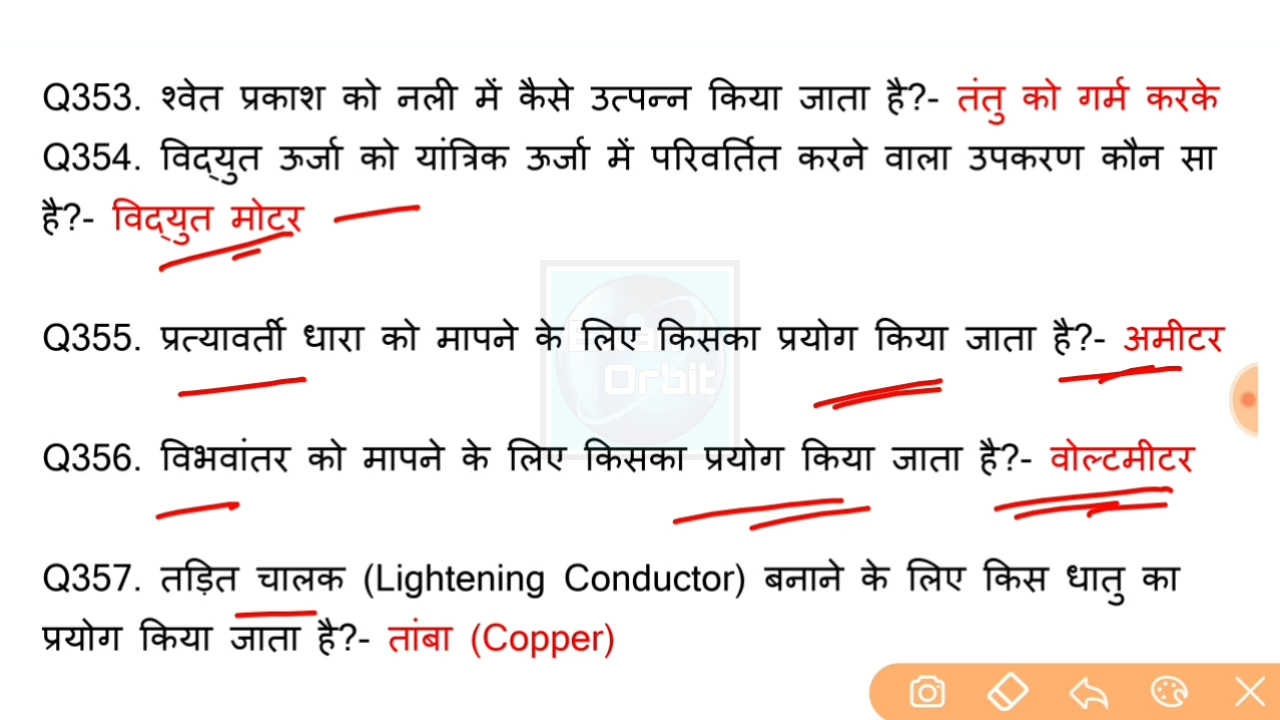 Q353. श्वेत प्रकाश को नली में कैसे उत्पन्न किया जाता है?- तंतु को गर्म करके
Q354. विद्युत ऊर्जा को यांत्रिक ऊर्जा में परिवर्तित करने वाला उपकरण कौन सा
है?- विद्युत मोटर
Q355. प्रत्यावर्ती धारा को मापने के लिए किसका प्रयोग किया जाता है?- अमीटर
Orbit
Q356. विभवांतर को मापने के लिए किसका प्रयोग किया जाता है?- वोल्टमीटर
Q357. तड़ित चालक (Lightening Conductor) बनाने के लिए किस धातु का
प्रयोग किया जाता है?- तांबा (Copper)